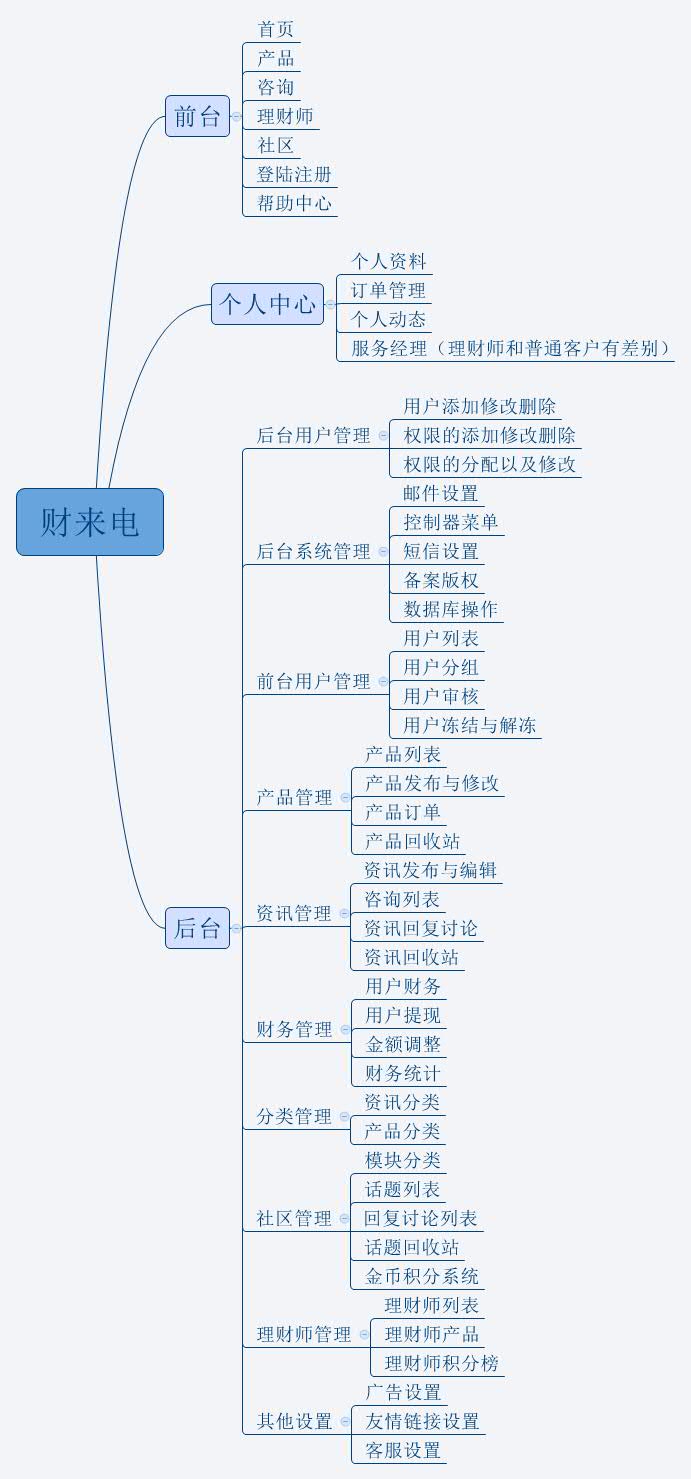 首页
产品
咨询
前台
理财师
社区
登陆注册
帮助中心
个人资料
订单管理
个人中心
个人动态
服务经理（理财师和普通客户有差别）
用户添加修改删除
后台用户管理
权限的添加修改删除
权限的分配以及修改
邮件设置
财来电
控制器菜单
后台系统管理
短信设置
备案版权
数据库操作
用户列表
用户分组
前台用户管理
用户审核
用户冻结与解冻
产品列表
产品发布与修改
产品管理
产品订单
产品回收站
资讯发布与编辑
咨询列表
资讯管理
资讯回复讨论
后台
资讯回收站
用户财务
用户提现
财务管理
金额调整
财务统计
资讯分类
分类管理
产品分类
模块分类
话题列表
社区管理
回复讨论列表
话题回收站
金币积分系统
理财师列表
理财师管理
理财师产品
理财师积分榜
广告设置
其他设置
友情链接设置
客服设置